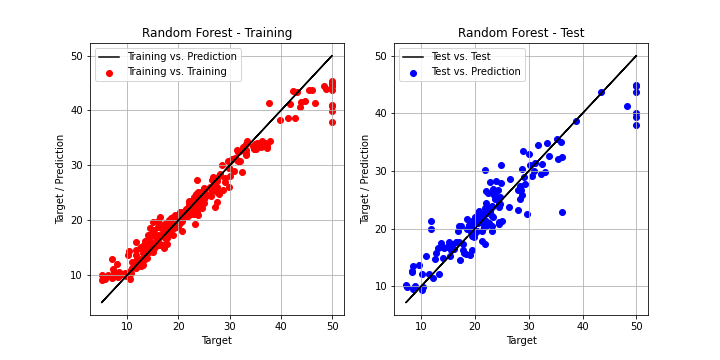 Random Forest - Training
50
40
30
20
10
Target / Prediction
Training vs. Prediction
Training vs. Training
10
20
30
40
50
Target
Random Forest - Test
50
40
30
20
10
5
Target / Prediction
Test vs. Test
Test vs. Prediction
10
20
30
40
50
Target